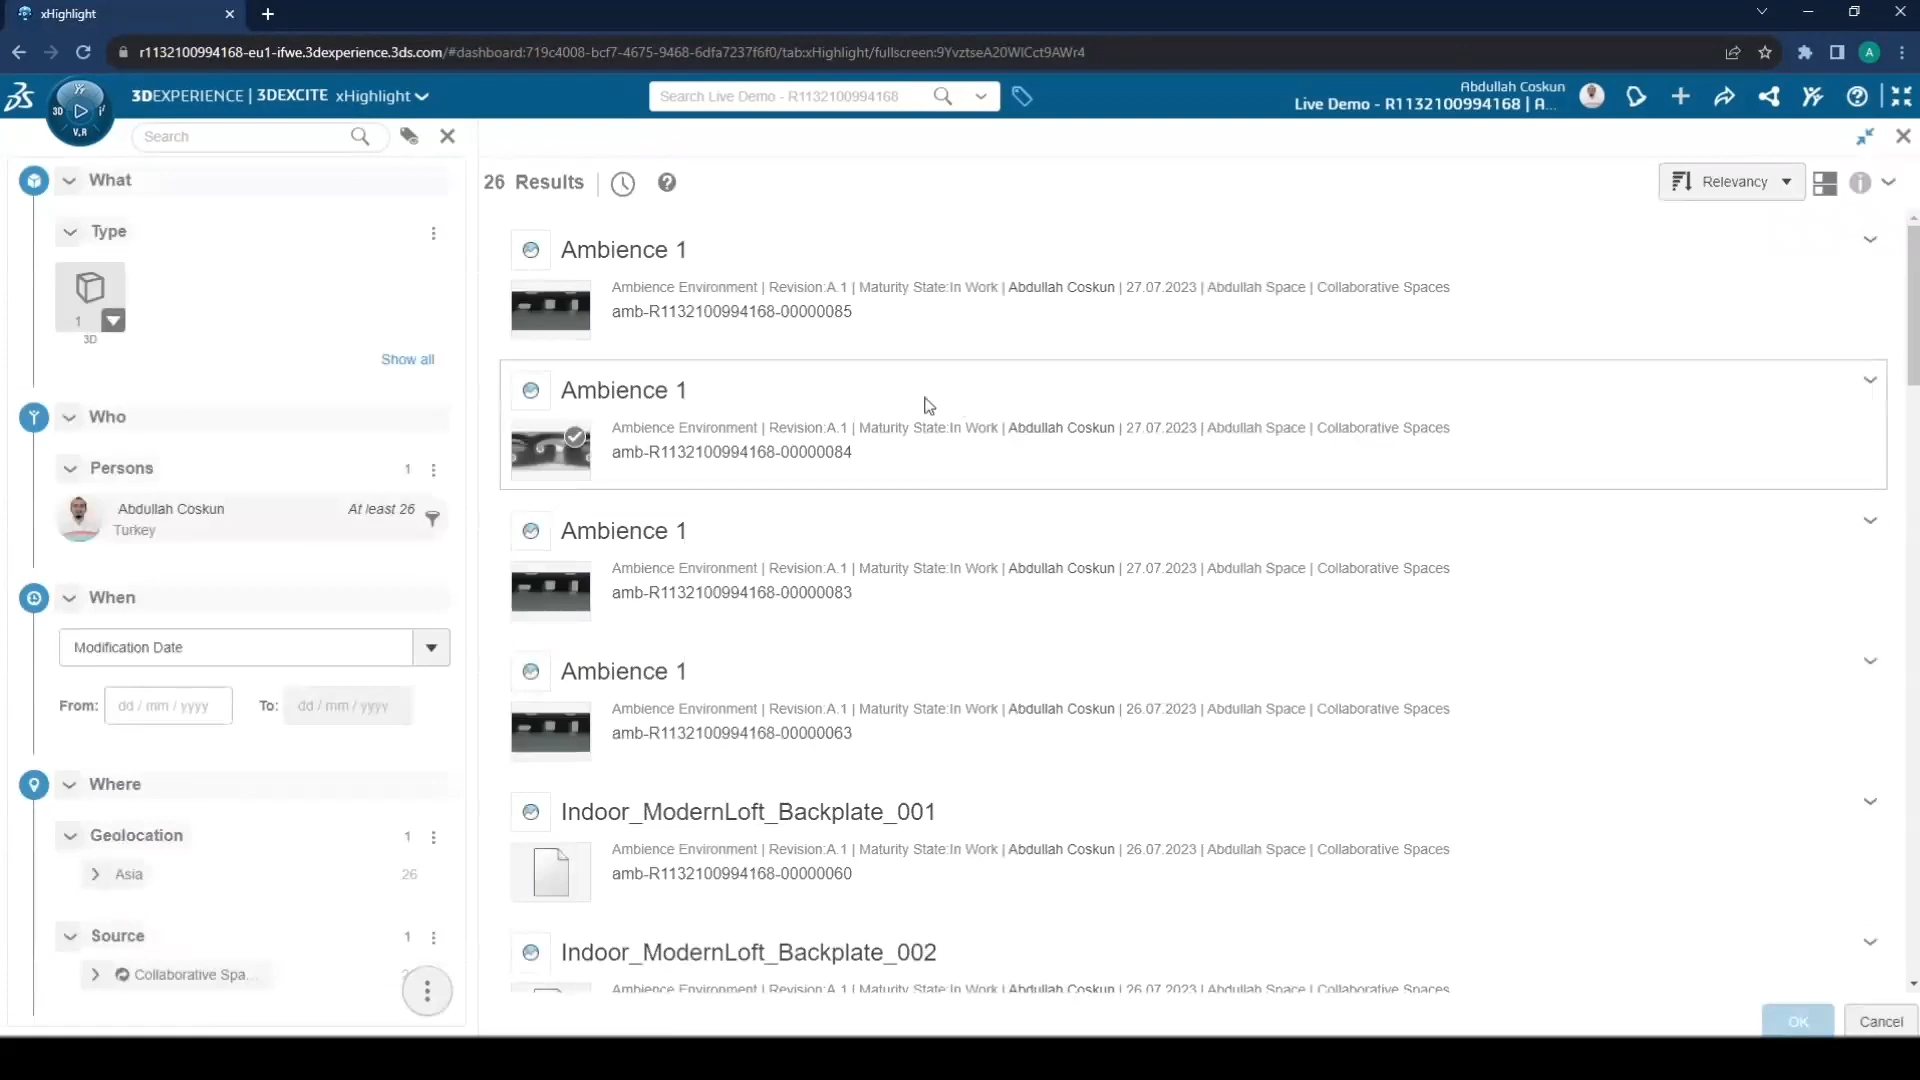 xHighlight
r1132100994168-eu1-ifwe.3dexperience.3ds.com/#dashboard:719c4008-bcf7-4675-9468-6dfa7237f6f0/tab:xHighlight/fullscreen:9YvztseA20WlCct9AWr4
A
3DEXPERIENCE | 3DEXCITE xHighlight
Search Live Demo - R1132100994168
Abdullah Coskun
Live Demo - R1132100994168 | A...
3D
V.R
Search
What
Type
1
3D
Show all
Who
Persons 1
Abdullah Coskun At least 26
Turkey
When
Modification Date
From: dd / mm / yyyy To: dd / mm / yyyy
Where
Geolocation 1
Asia 26
Source 1
Collaborative Spa...
26 Results
Relevancy
Ambience 1
Ambience Environment | Revision:A.1 | Maturity State:In Work | Abdullah Coskun | 27.07.2023 | Abdullah Space | Collaborative Spaces
amb-R1132100994168-00000085
Ambience 1
Ambience Environment | Revision:A.1 | Maturity State:In Work | Abdullah Coskun | 27.07.2023 | Abdullah Space | Collaborative Spaces
amb-R1132100994168-00000084
Ambience 1
Ambience Environment | Revision:A.1 | Maturity State:In Work | Abdullah Coskun | 27.07.2023 | Abdullah Space | Collaborative Spaces
amb-R1132100994168-00000083
Ambience 1
Ambience Environment | Revision:A.1 | Maturity State:In Work | Abdullah Coskun | 26.07.2023 | Abdullah Space | Collaborative Spaces
amb-R1132100994168-00000063
Indoor_ModernLoft_Backplate_001
Ambience Environment | Revision:A.1 | Maturity State:In Work | Abdullah Coskun | 26.07.2023 | Abdullah Space | Collaborative Spaces
amb-R1132100994168-00000060
Indoor_ModernLoft_Backplate_002
Ambience Environment | Revision:A.1 | Maturity State:In Work | Abdullah Coskun | 26.07.2023 | Abdullah Space | Collaborative Spaces
OK
Cancel